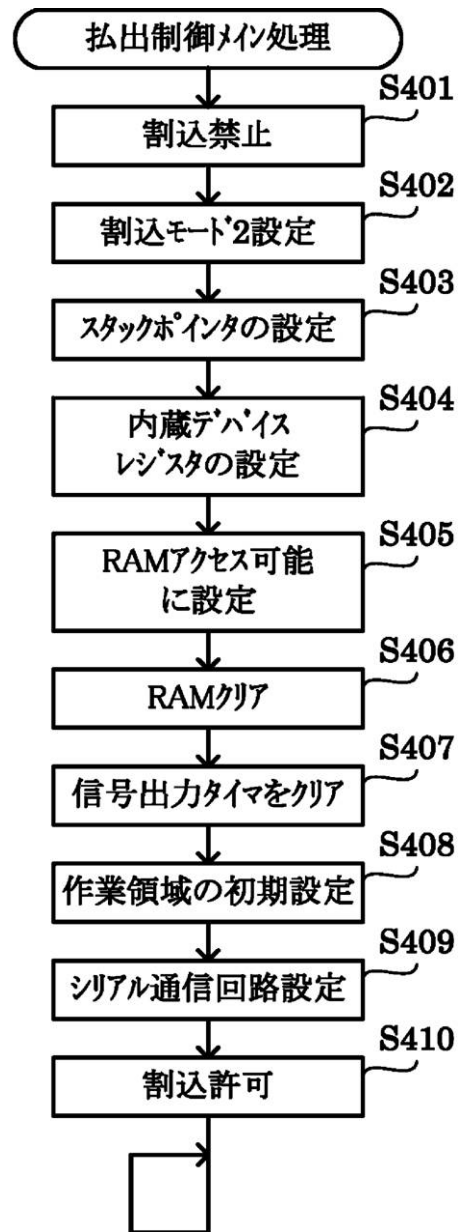 払出制御メイン処理
S401
割込禁止
S402
割込モード2設定
S403
スタックポインタの設定
S404
内蔵デバイス
レジスタの設定
S405
RAMアクセス可能
に設定
S406
RAMクリア
S407
信号出力タイマをクリア
S408
作業領域の初期設定
S409
シリアル通信回路設定
S410
割込許可